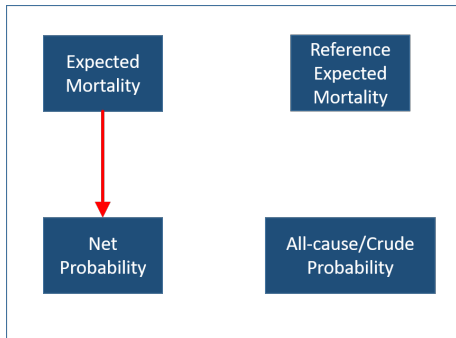 Expected
Mortality
Reference
Expected
Mortality
Net
Probability
All-cause/Crude
Probability